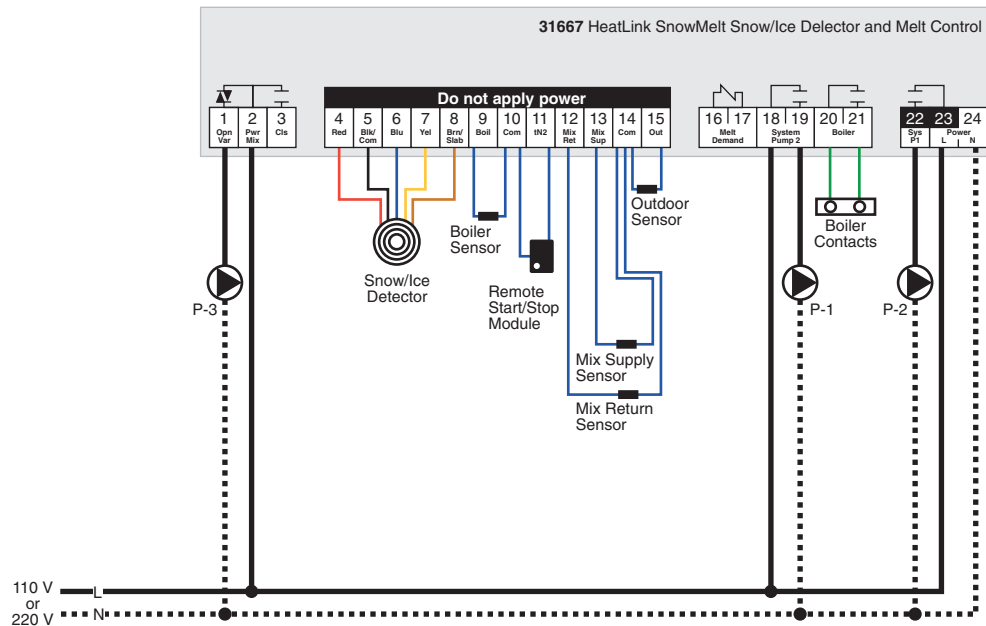 31667 HeatLink SnowMelt Snow/Ice Delector and Melt Control
Do not apply power
1 2 3
Opn Var
Pwr Mix
Cls
4 5 6 7 8 9 10 11 12 13 14 15
Red
Blk/ Com
Blu
Yel
Brn/ Slab
Boil
Com
tN2
Mix Ret
Mix Sup
Com
Out
16 17 18 19 20 21
Melt Demand
System Pump 2
Boiler
22 23 24
Sys P1
Power
L
N
P-3
Snow/Ice
Detector
Boiler
Sensor
Remote
Start/Stop
Module
Outdoor
Sensor
Mix Supply
Sensor
Mix Return
Sensor
Boiler
Contacts
P-1
P-2
110 V
or
220 V
L
N